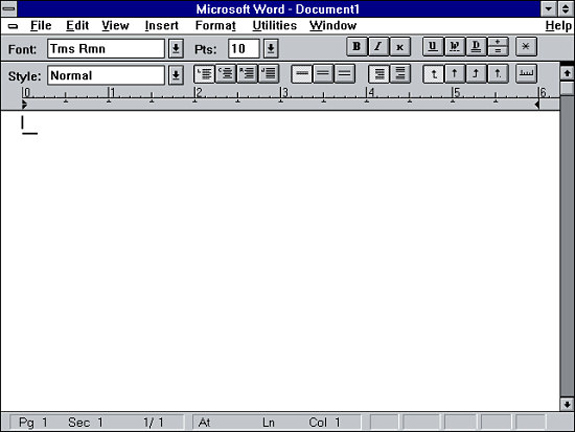 Microsoft Word - Document1
File Edit View Insert Format Utilities Window Help
Font: Tms Rmn Pts: 10 B I K U W D
Style: Normal
0 1 2 3 4 5 6
Pg 1 Sec 1 1/ 1 At Ln Col 1